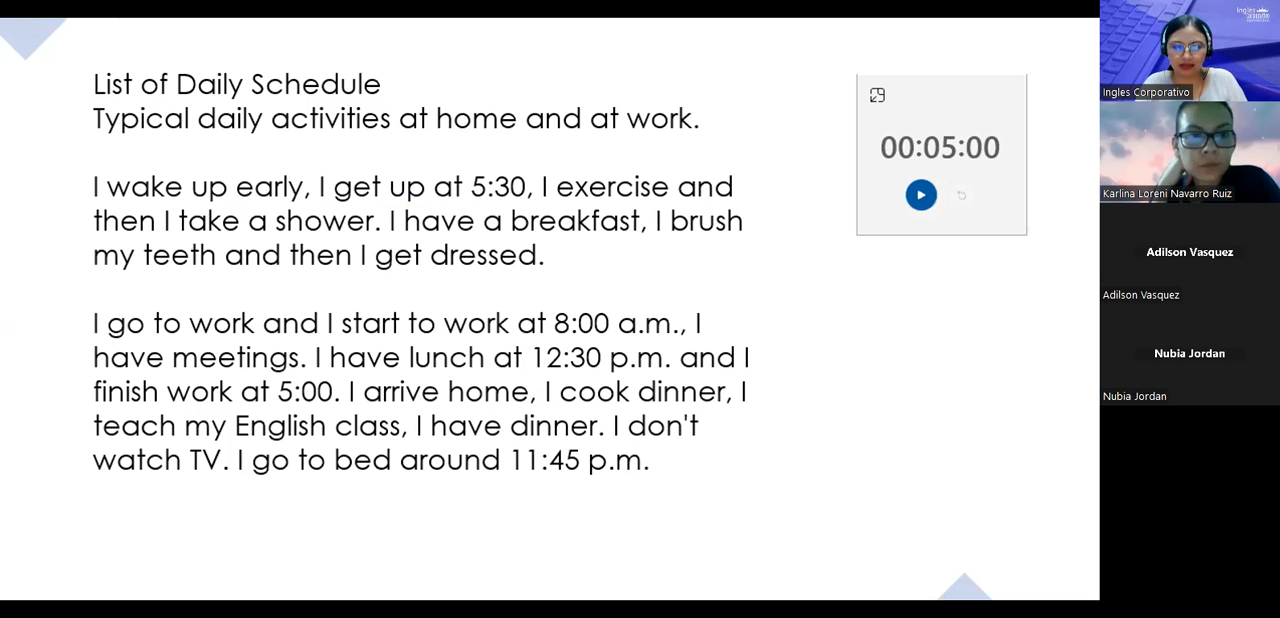 List of Daily Schedule
Typical daily activities at home and at work.
I wake up early, I get up at 5:30, I exercise and
then I take a shower. I have a breakfast, I brush
my teeth and then I get dressed.
I go to work and I start to work at 8:00 a.m., I
have meetings. I have lunch at 12:30 p.m. and I
finish work at 5:00. I arrive home, I cook dinner, I
teach my English class, I have dinner. I don't
watch TV. I go to bed around 11:45 p.m.
00:05:00
Ingles Corporativo
Karlina Loreni Navarro Ruiz
Adilson Vasquez
Adilson Vasquez
Nubia Jordan
Nubia Jordan